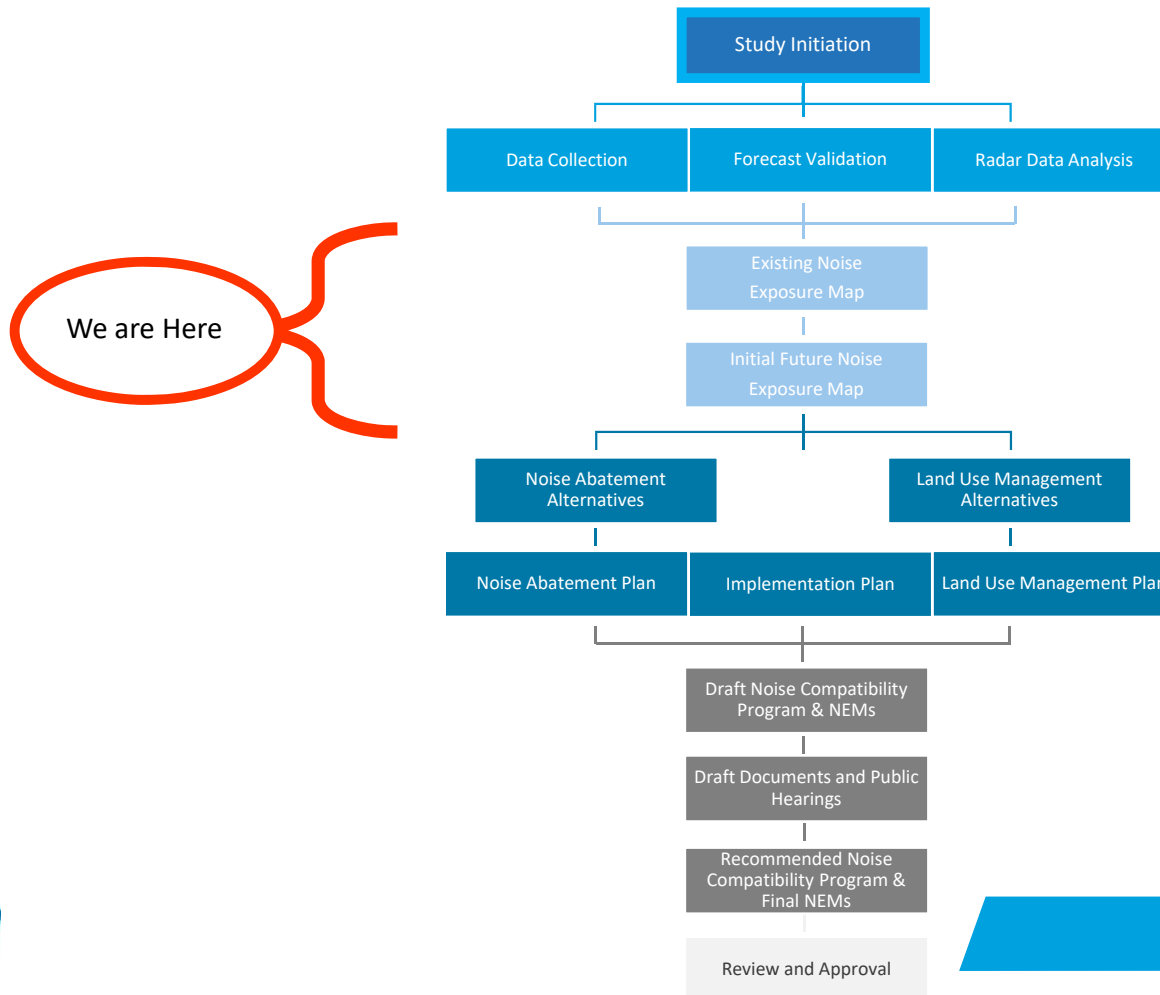 Study Initiation
Data Collection
Forecast Validation
Radar Data Analysis
We are Here
Existing Noise
Exposure Map
Initial Future Noise
Exposure Map
Noise Abatement
Alternatives
Land Use Management
Alternatives
Noise Abatement Plan
Implementation Plan
Land Use Management Plan
Draft Noise Compatibility
Program & NEMs
Draft Documents and Public
Hearings
Recommended Noise
Compatibility Program &
Final NEMs
Review and Approval